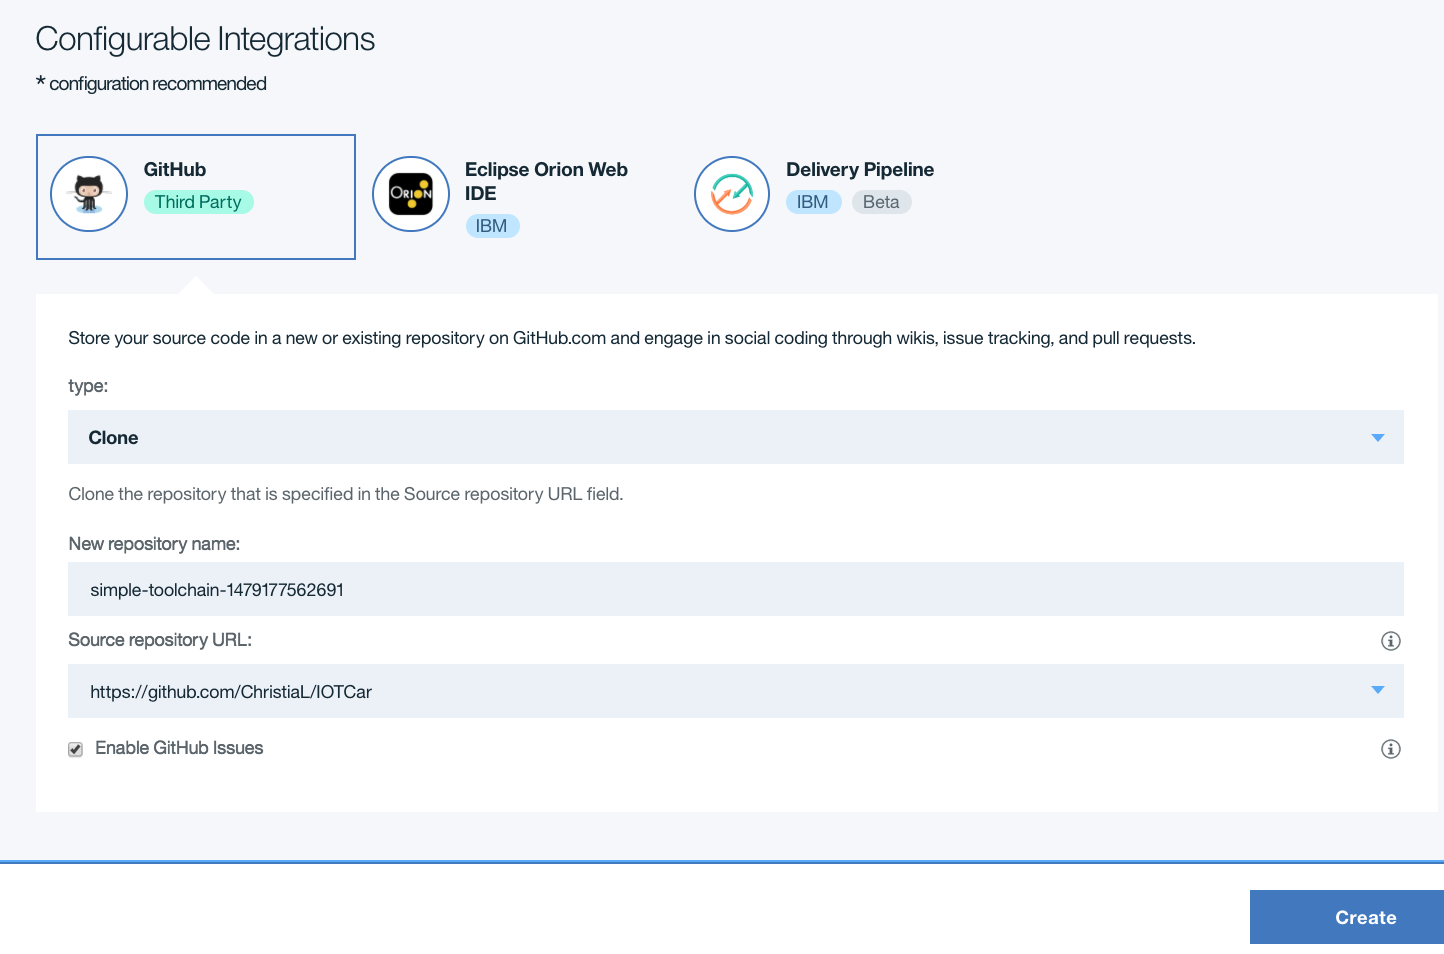 Configurable Integrations
* configuration recommended
GitHub
Third Party
ORION
Eclipse Orion Web
IDE
IBM
Delivery Pipeline
IBM Beta
Store your source code in a new or existing repository on GitHub.com and engage in social coding through wikis, issue tracking, and pull requests.
type:
Clone
Clone the repository that is specified in the Source repository URL field.
New repository name:
simple-toolchain-1479177562691
Source repository URL:
https://github.com/ChristiaL/IOTCar
Enable GitHub Issues
Create